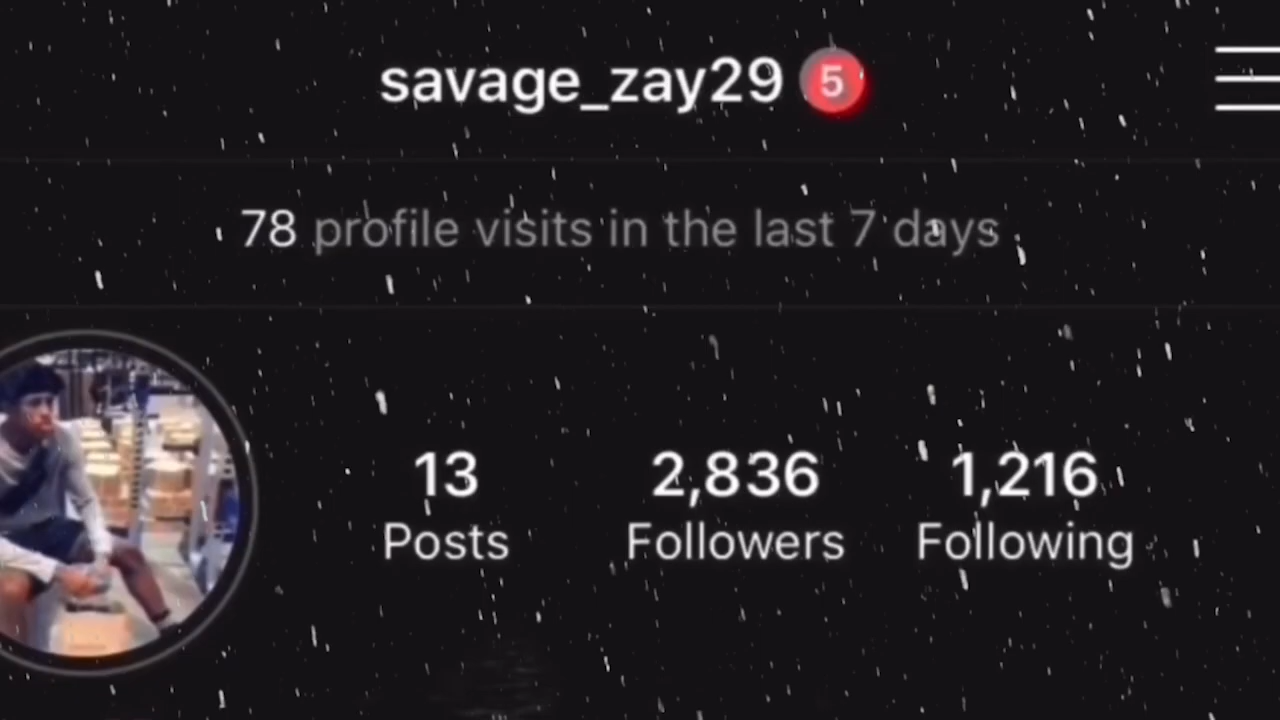 savage_zay29 5
78 profile visits in the last 7 days
13 2,836 1,216
Posts Followers Following